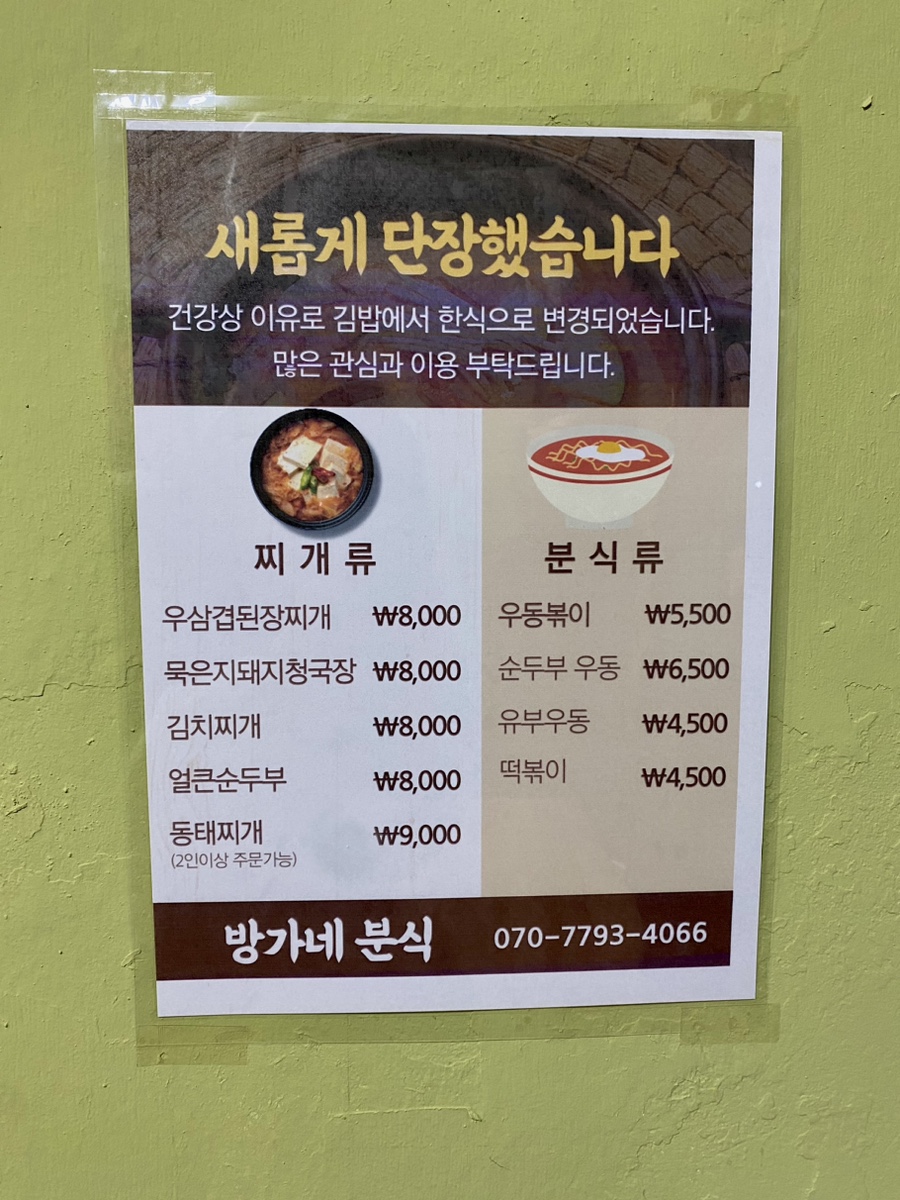 새롭게 단장했습니다
건강상 이유로 김밥에서 한식으로 변경되었습니다.
많은 관심과 이용 부탁드립니다.
찌개류
우삼겹된장찌개 ₩8,000
묵은지돼지청국장 ₩8,000
김치찌개 ₩8,000
얼큰순두부 ₩8,000
동태찌개 ₩9,000
(2인이상 주문가능)
분식류
우동볶이 ₩5,500
순두부 우동 ₩6,500
유부우동 ₩4,500
떡볶이 ₩4,500
방가네 분식 070-7793-4066